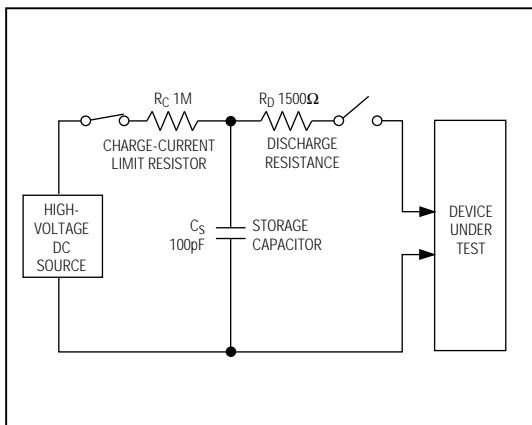 R_C 1M
CHARGE-CURRENT
LIMIT RESISTOR
R_D 1500Ω
DISCHARGE
RESISTANCE
HIGH-
VOLTAGE
DC
SOURCE
C_S
100pF
STORAGE
CAPACITOR
DEVICE
UNDER
TEST